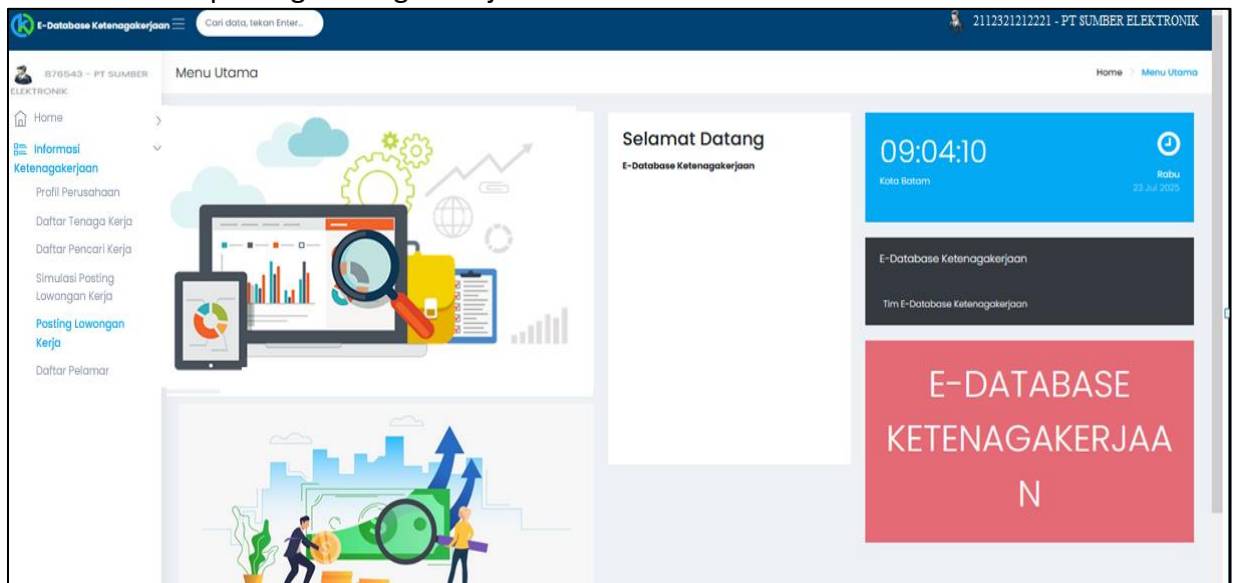 E-Database Ketenagakerjaan
Cari data, tekan Enter..
2112321212221 - PT SUMBER ELEKTRONIK
876543 - PT SUMBER
ELEKTRONIK
Menu Utama
Home > Menu Utama
Home
Informasi
Ketenagakerjaan
Profil Perusahaan
Daftar Tenaga Kerja
Daftar Pencari Kerja
Simulasi Posting
Lowongan Kerja
Posting Lowongan
Kerja
Daftar Pelamar
Selamat Datang
E-Database Ketenagakerjaan
09:04:10
Kota Batam
Rabu
23 Jul 2025
E-Database Ketenagakerjaan
Tim E-Database Ketenagakerjaan
E-DATABASE
KETENAGAKERJAA
N